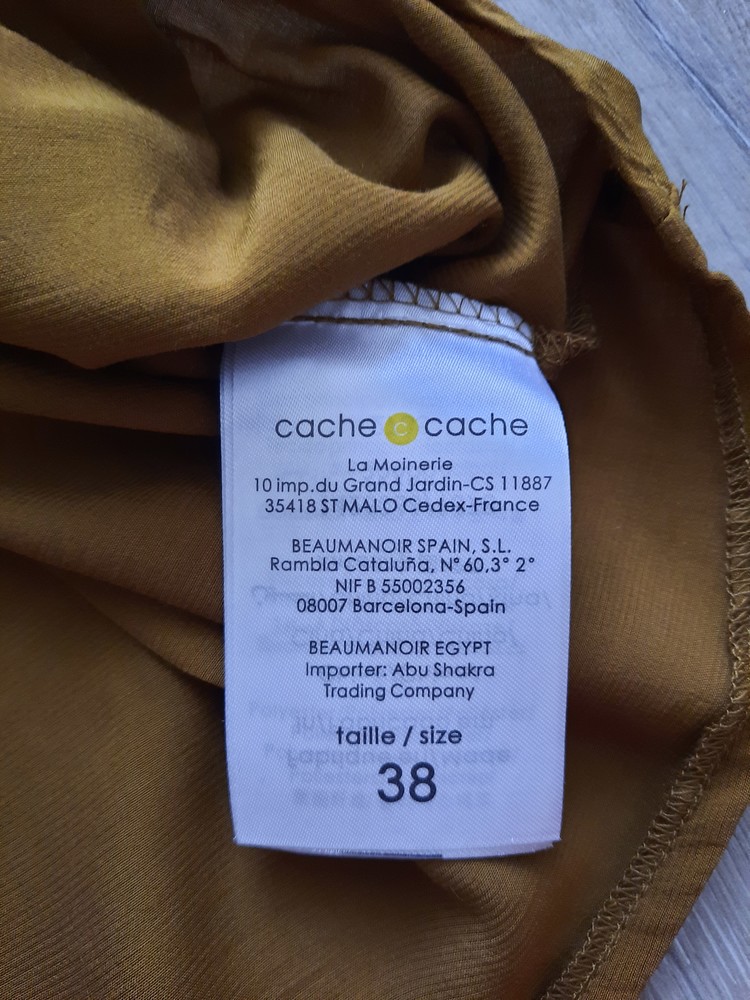 cache c cache
La Moinerie
10 imp.du Grand Jardin-CS 11887
35418 ST MALO Cedex-France
BEAUMANOIR SPAIN, S.L.
Rambla Cataluña, N° 60,3° 2°
NIF B 55002356
08007 Barcelona-Spain
BEAUMANOIR EGYPT
Importer: Abu Shakra
Trading Company
taille / size
38